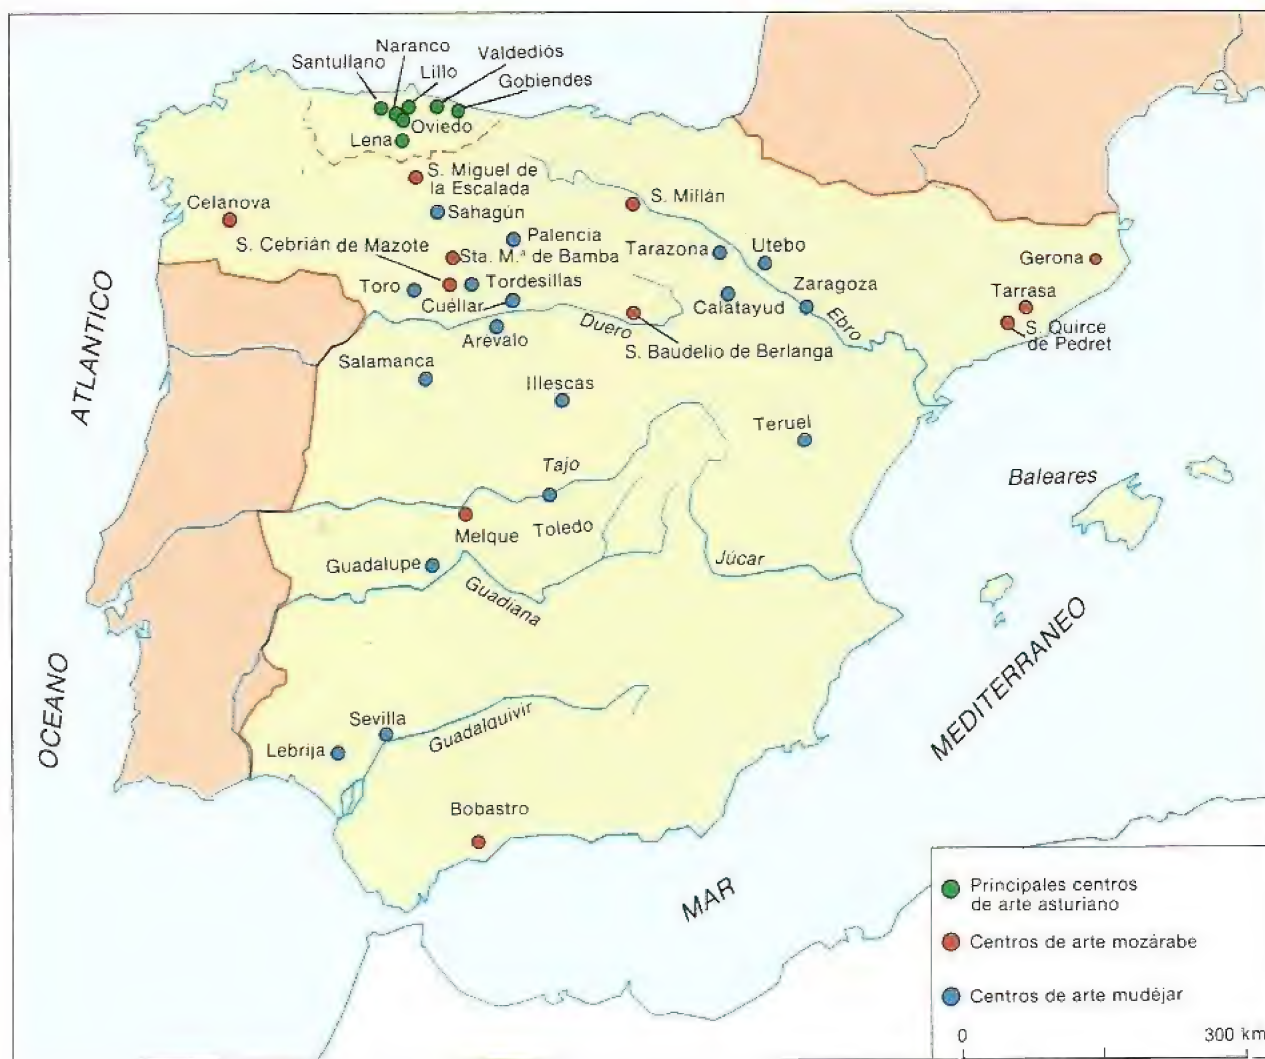 Naranco
Santullano
Lillo
Valdediós
Gobiendes
Oviedo
Lena
S. Miguel de
la Escalada
Celanova
Sahagún
S. Millán
S. Cebrián de Mazote
Palencia
Sta. M.ª de Bamba
Tarazona
Utebo
Gerona
Toro
Tordesillas
Cuéllar
Zaragoza
Calatayud
Tarrasa
S. Quirce
de Pedret
Duero
Ebro
Arévalo
S. Baudelio de Berlanga
Salamanca
Illescas
Teruel
ATLANTICO
Tajo
Baleares
Melque
Toledo
Guadalupe
Guadiana
Júcar
OCEANO
MEDITERRANEO
Sevilla
Guadalquivir
Lebrija
Bobastro
MAR
Principales centros
de arte asturiano
Centros de arte mozárabe
Centros de arte mudéjar
0 300 km